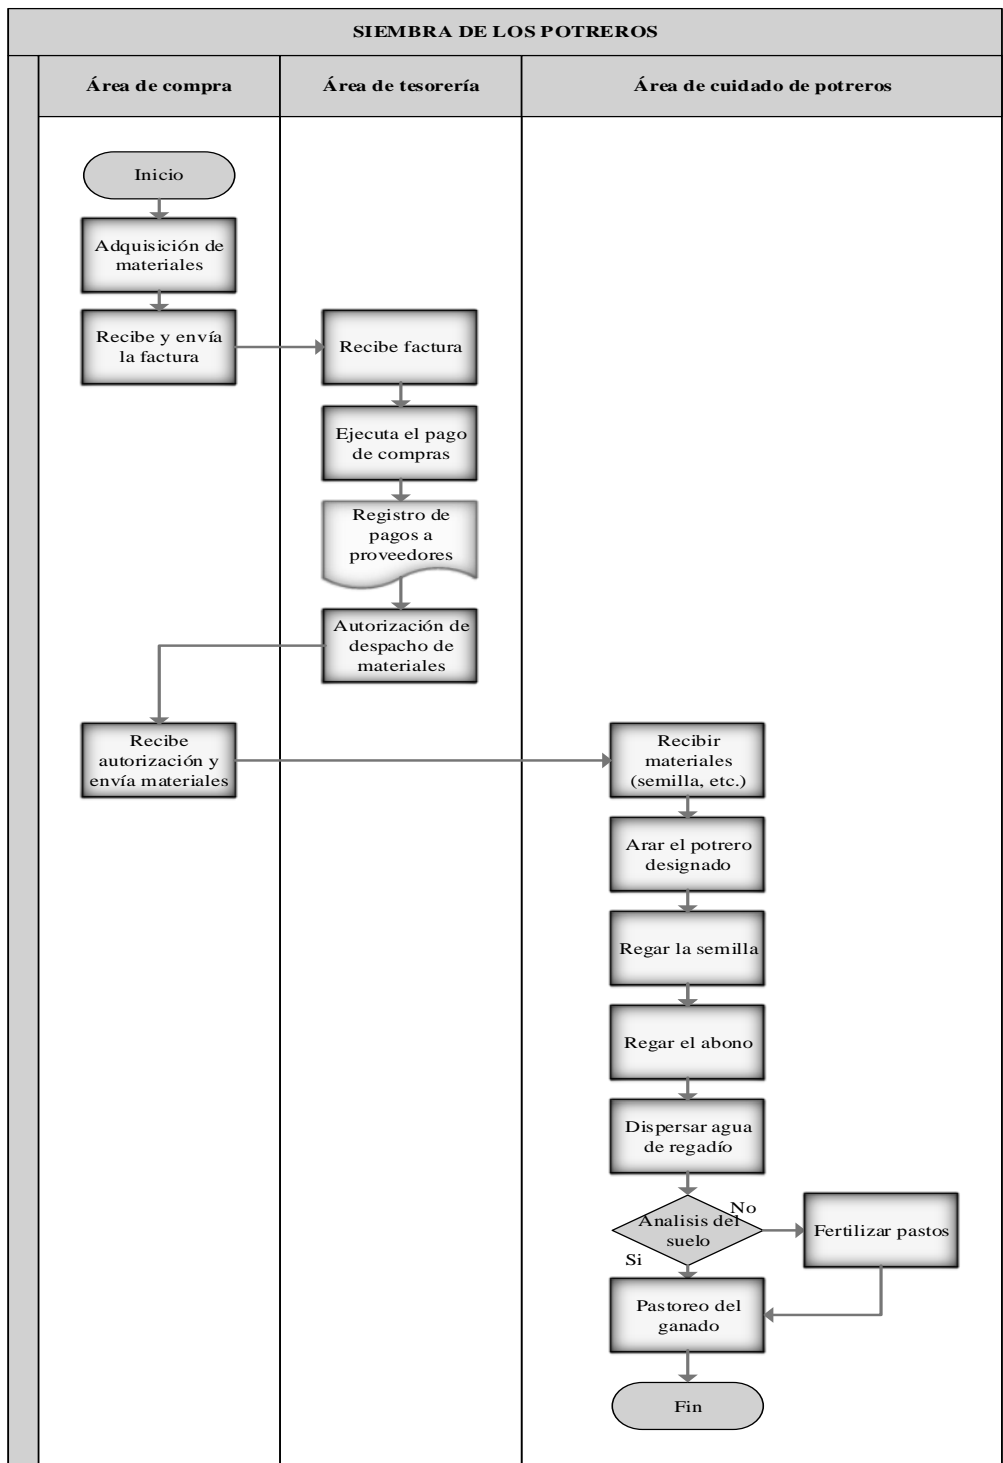 SIEMBRA DE LOS POTREROS
Área de compra
Área de tesorería
Área de cuidado de potreros
Inicio
Adquisición de
materiales
Recibe y envía
la factura
Recibe factura
Ejecuta el pago
de compras
Registro de
pagos a
proveedores
Autorización de
despacho de
materiales
Recibe
autorización y
envía materiales
Recibir
materiales
(semilla, etc.)
Arar el potrero
designado
Regar la semilla
Regar el abono
Dispersar agua
de regadío
Analisis del
suelo
No
Fertilizar pastos
Si
Pastoreo del
ganado
Fin